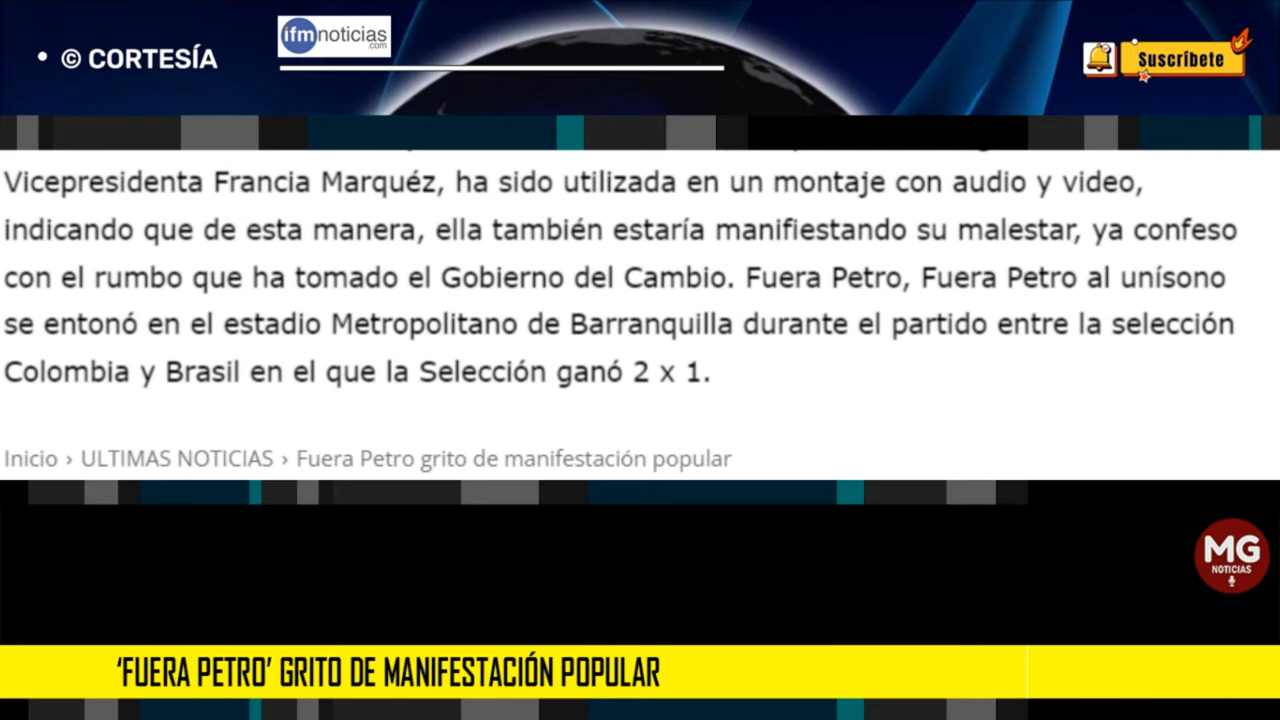 • © CORTESÍA
ifmnoticias
.com
Suscríbete
Vicepresidenta Francia Marquéz, ha sido utilizada en un montaje con audio y video,
indicando que de esta manera, ella también estaría manifiestando su malestar, ya confeso
con el rumbo que ha tomado el Gobierno del Cambio. Fuera Petro, Fuera Petro al unísono
se entonó en el estadio Metropolitano de Barranquilla durante el partido entre la selección
Colombia y Brasil en el que la Selección ganó 2 x 1.
Inicio › ULTIMAS NOTICIAS › Fuera Petro grito de manifestación popular
MG
NOTICIAS
‘FUERA PETRO’ GRITO DE MANIFESTACIÓN POPULAR